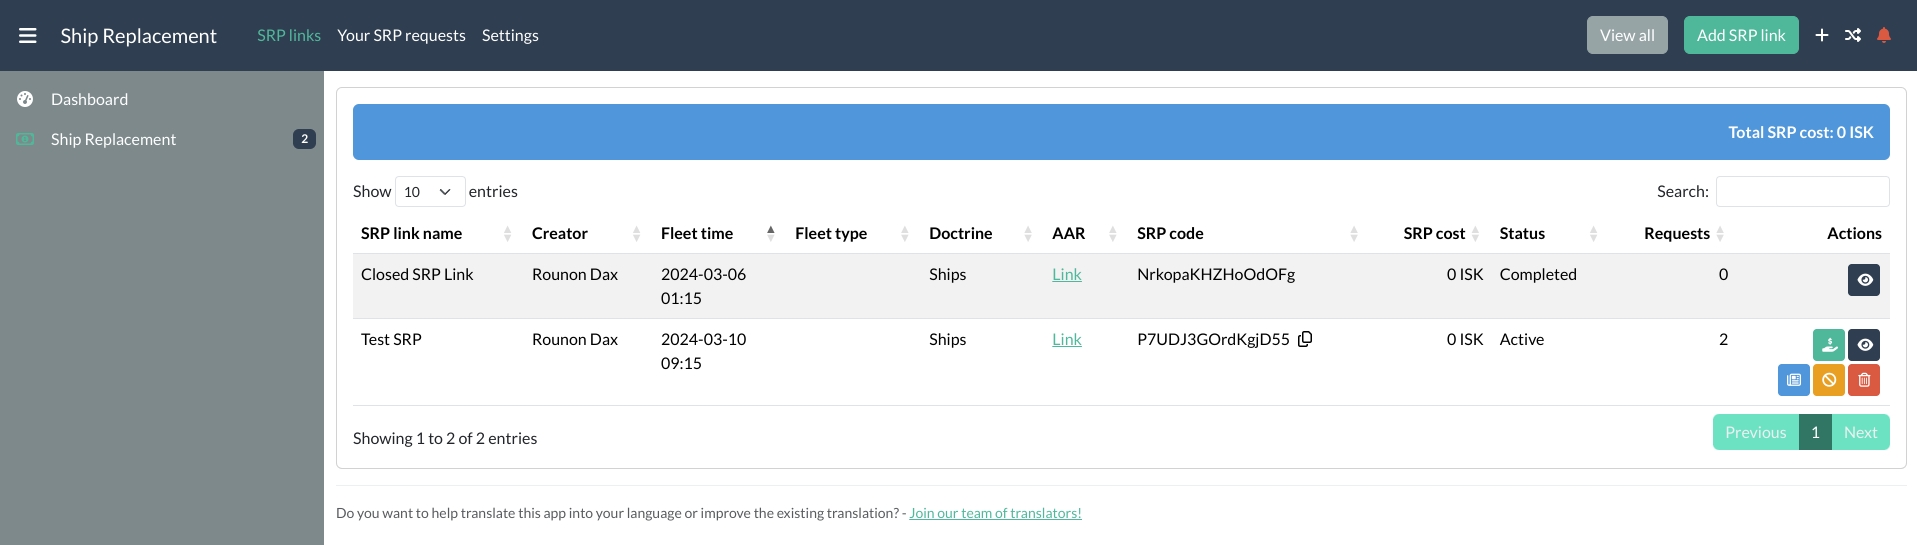 Ship Replacement SRP links Your SRP requests Settings View all Add SRP link
Dashboard
Ship Replacement 2
Total SRP cost: 0 ISK
Show 10 entries Search:
SRP link name Creator Fleet time Fleet type Doctrine AAR SRP code SRP cost Status Requests Actions
Closed SRP Link Rounon Dax 2024-03-06 Ships Link NrkopaKHZHoOdOFg 0 ISK Completed 0
01:15
Test SRP Rounon Dax 2024-03-10 Ships Link P7UDJ3GOrdKgjD55 0 ISK Active 2
09:15
Showing 1 to 2 of 2 entries Previous 1 Next
Do you want to help translate this app into your language or improve the existing translation? - Join our team of translators!